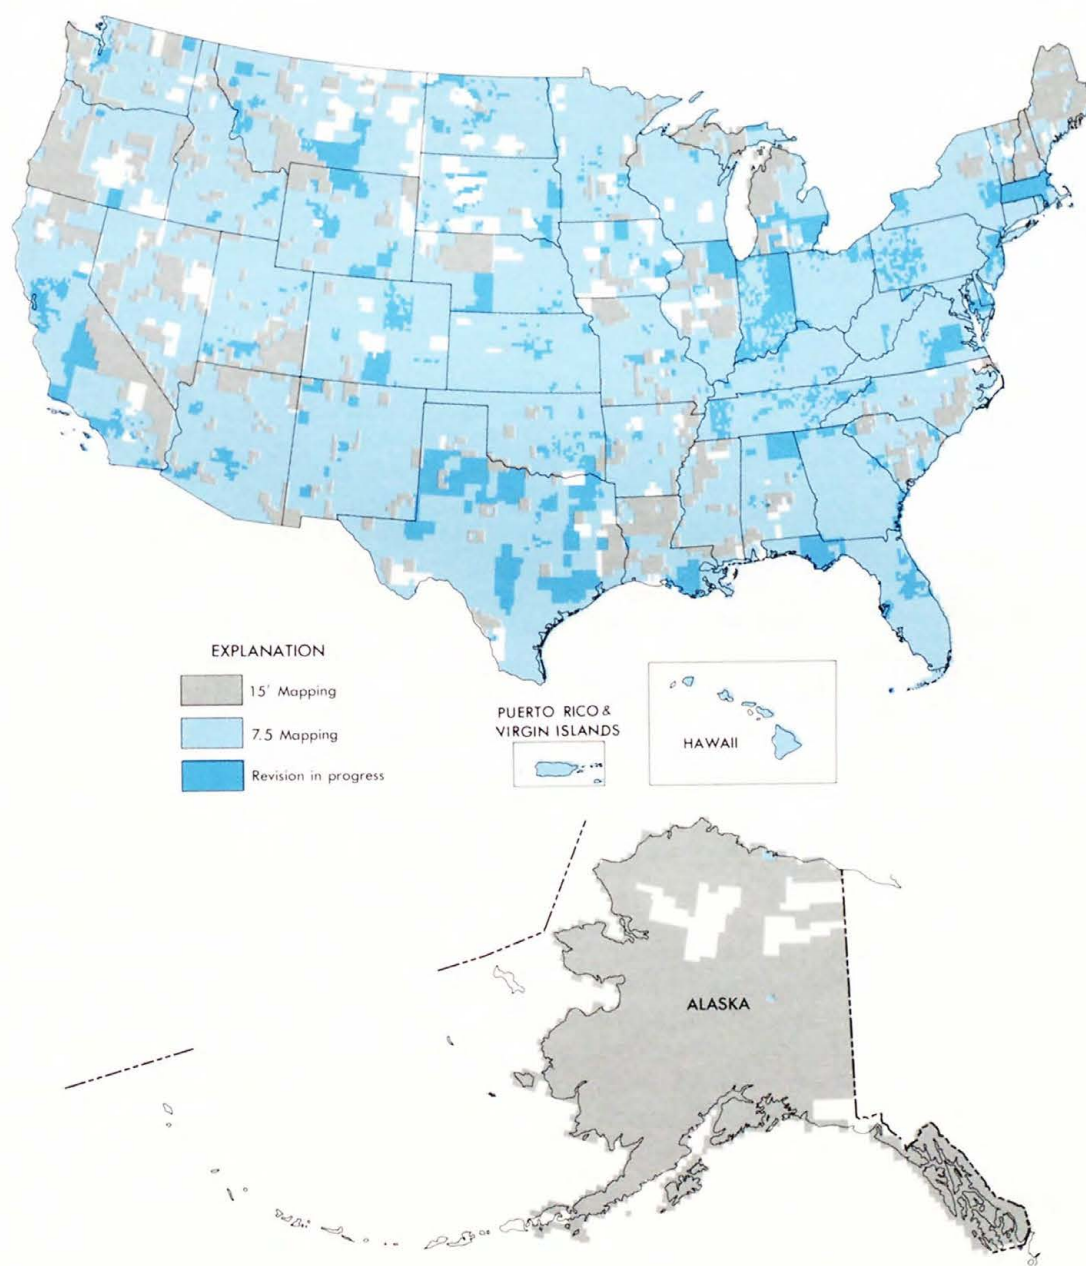 EXPLANATION
15' Mapping
7.5 Mapping
Revision in progress
PUERTO RICO &
VIRGIN ISLANDS
HAWAII
ALASKA